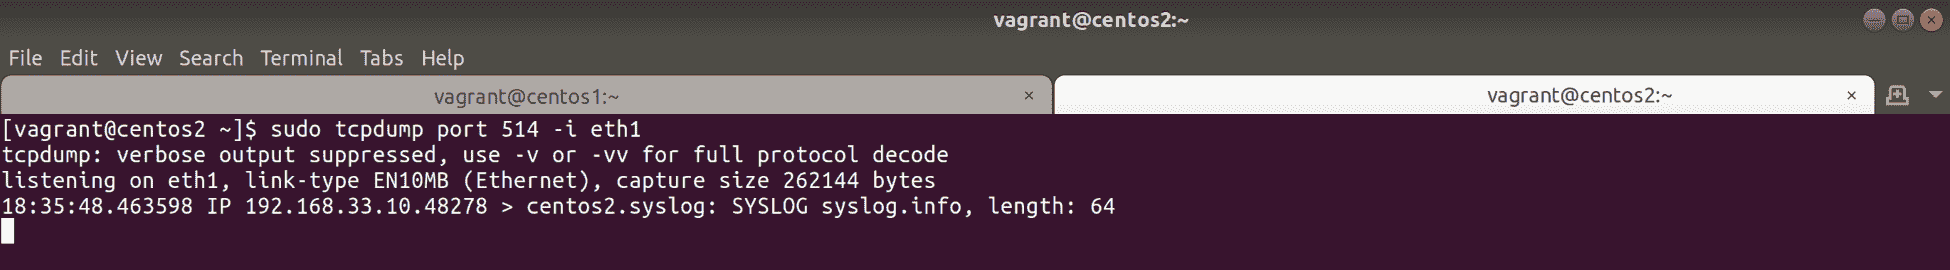 vagrant@centos2:~
File Edit View Search Terminal Tabs Help
vagrant@centos1:~ × vagrant@centos2:~ ×
[vagrant@centos2 ~]$ sudo tcpdump port 514 -i eth1
tcpdump: verbose output suppressed, use -v or -vv for full protocol decode
listening on eth1, link-type EN10MB (Ethernet), capture size 262144 bytes
18:35:48.463598 IP 192.168.33.10.48278 > centos2.syslog: SYSLOG syslog.info, length: 64